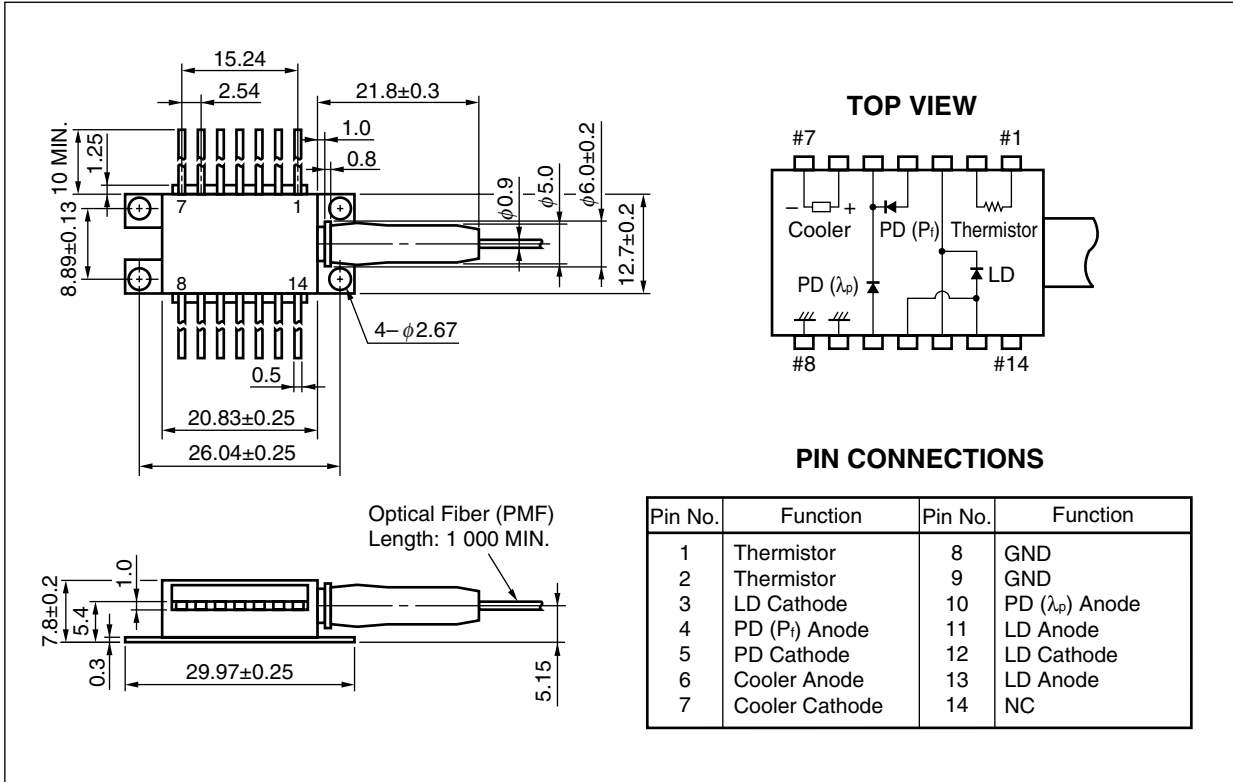 15.24
2.54
21.8±0.3
1.0
0.8
10 MIN.
1.25
8.89±0.13
7
1
8
14
φ0.9
φ5.0
φ6.0±0.2
12.7±0.2
4–φ2.67
0.5
20.83±0.25
26.04±0.25
Optical Fiber (PMF)
Length: 1 000 MIN.
7.8±0.2
5.4
1.0
0.3
29.97±0.25
5.15
TOP VIEW
#7
#1
– +
Cooler
PD (Pf)
Thermistor
PD (λp)
LD
#8
#14
PIN CONNECTIONS
Pin No. Function Pin No. Function
1 Thermistor 8 GND
2 Thermistor 9 GND
3 LD Cathode 10 PD (λp) Anode
4 PD (Pf) Anode 11 LD Anode
5 PD Cathode 12 LD Cathode
6 Cooler Anode 13 LD Anode
7 Cooler Cathode 14 NC